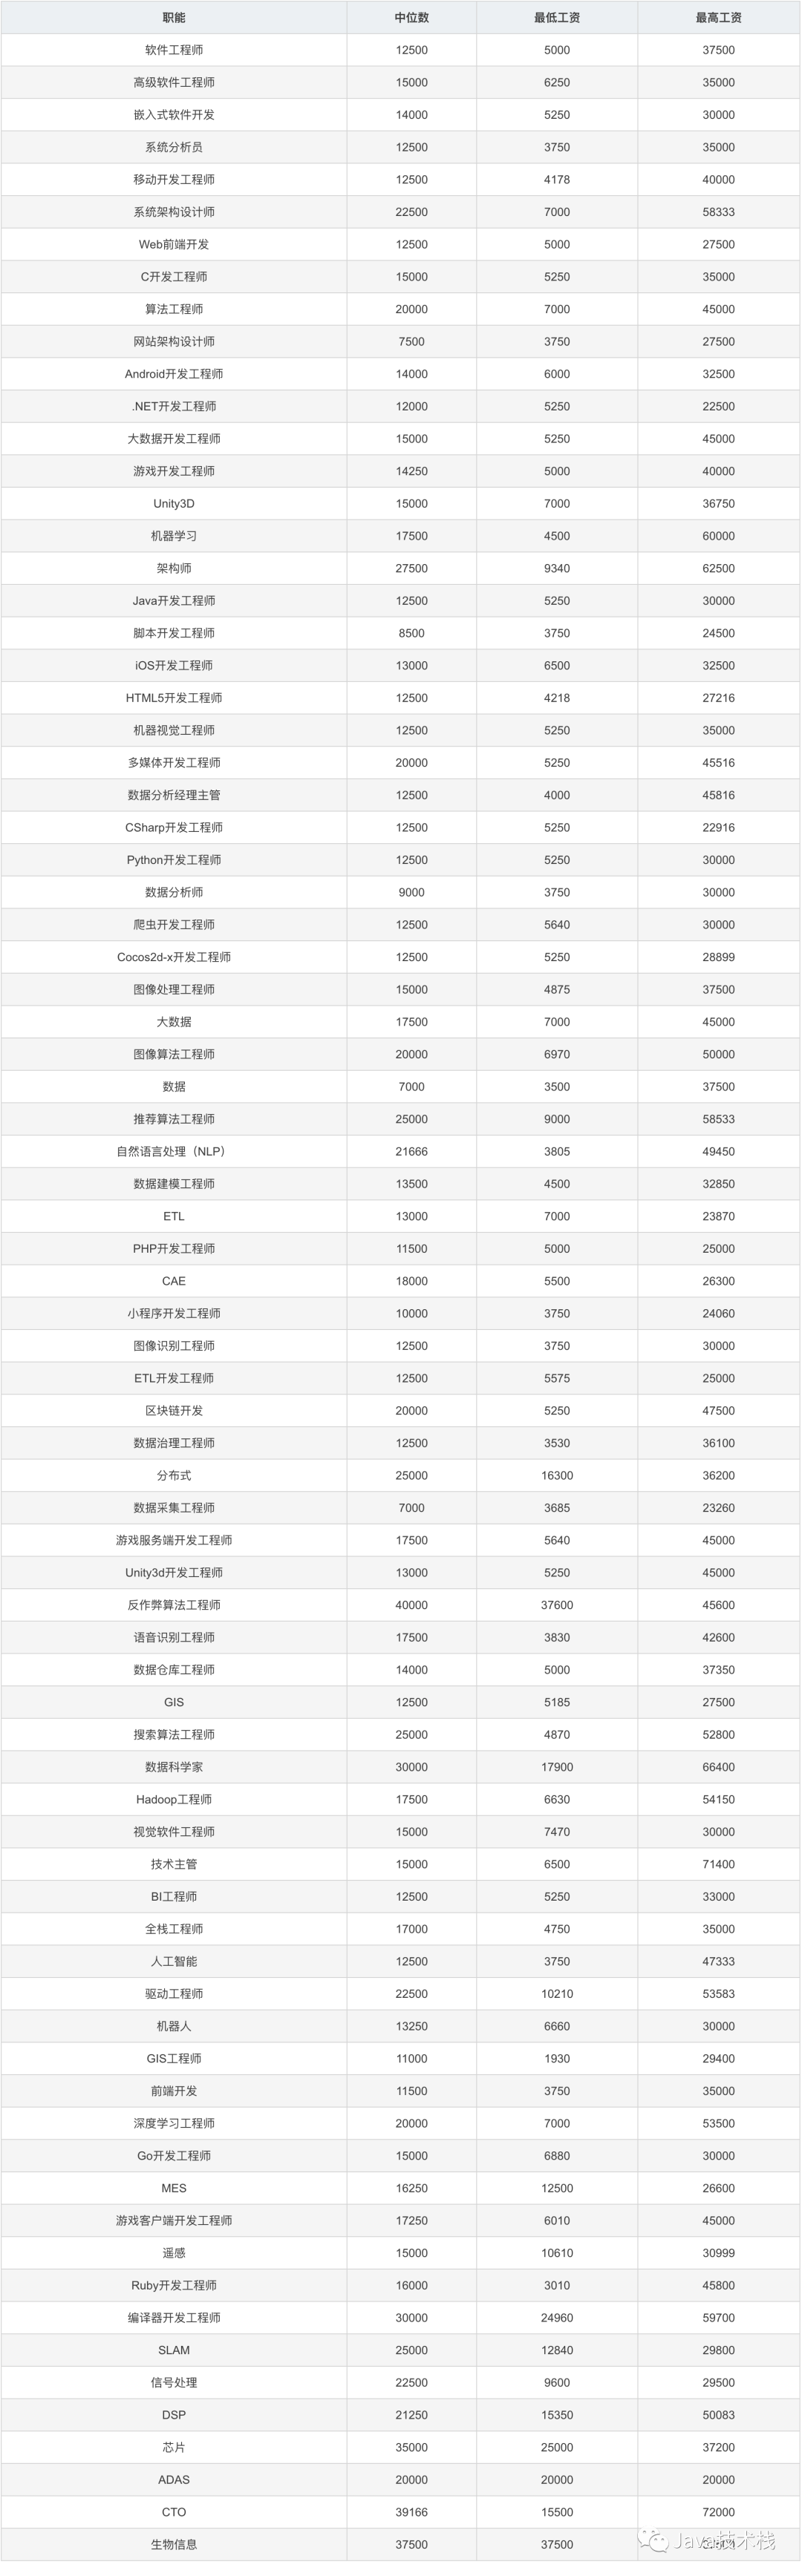 职能 中位数 最低工资 最高工资
软件工程师 12500 5000 37500
高级软件工程师 15000 6250 35000
嵌入式软件开发 14000 5250 30000
系统分析员 12500 3750 35000
移动开发工程师 12500 4178 40000
系统架构设计师 22500 7000 58333
Web前端开发 12500 5000 27500
C开发工程师 15000 5250 35000
算法工程师 20000 7000 45000
网站架构设计师 7500 3750 27500
Android开发工程师 14000 6000 32500
.NET开发工程师 12000 5250 22500
大数据开发工程师 15000 5250 45000
游戏开发工程师 14250 5000 40000
Unity3D 15000 7000 36750
机器学习 17500 4500 60000
架构师 27500 9340 62500
Java开发工程师 12500 5250 30000
脚本开发工程师 8500 3750 24500
iOS开发工程师 13000 6500 32500
HTML5开发工程师 12500 4218 27216
机器视觉工程师 12500 5250 35000
多媒体开发工程师 20000 5250 45516
数据分析经理主管 12500 4000 45816
CSharp开发工程师 12500 5250 22916
Python开发工程师 12500 5250 30000
数据分析师 9000 3750 30000
爬虫开发工程师 12500 5640 30000
Cocos2d-x开发工程师 12500 5250 28899
图像处理工程师 15000 4875 37500
大数据 17500 7000 45000
图像算法工程师 20000 6970 50000
数据 7000 3500 37500
推荐算法工程师 25000 9000 58533
自然语言处理（NLP） 21666 3805 49450
数据建模工程师 13500 4500 32850
ETL 13000 7000 23870
PHP开发工程师 11500 5000 25000
CAE 18000 5500 26300
小程序开发工程师 10000 3750 24060
图像识别工程师 12500 3750 30000
ETL开发工程师 12500 5575 25000
区块链开发 20000 5250 47500
数据治理工程师 12500 3530 36100
分布式 25000 16300 36200
数据采集工程师 7000 3685 23260
游戏服务端开发工程师 17500 5640 45000
Unity3d开发工程师 13000 5250 45000
反作弊算法工程师 40000 37600 45600
语音识别工程师 17500 3830 42600
数据仓库工程师 14000 5000 37350
GIS 12500 5185 27500
搜索算法工程师 25000 4870 52800
数据科学家 30000 17900 66400
Hadoop工程师 17500 6630 54150
视觉软件工程师 15000 7470 30000
技术主管 15000 6500 71400
BI工程师 12500 5250 33000
全栈工程师 17000 4750 35000
人工智能 12500 3750 47333
驱动工程师 22500 10210 53583
机器人 13250 6660 30000
GIS工程师 11000 1930 29400
前端开发 11500 3750 35000
深度学习工程师 20000 7000 53500
Go开发工程师 15000 6880 30000
MES 16250 12500 26600
游戏客户端开发工程师 17250 6010 45000
遥感 15000 10610 30999
Ruby开发工程师 16000 3010 45800
编译器开发工程师 30000 24960 59700
SLAM 25000 12840 29800
信号处理 22500 9600 29500
DSP 21250 15350 50083
芯片 35000 25000 37200
ADAS 20000 20000 20000
CTO 39166 15500 72000
生物信息 37500 37500
Java技术栈